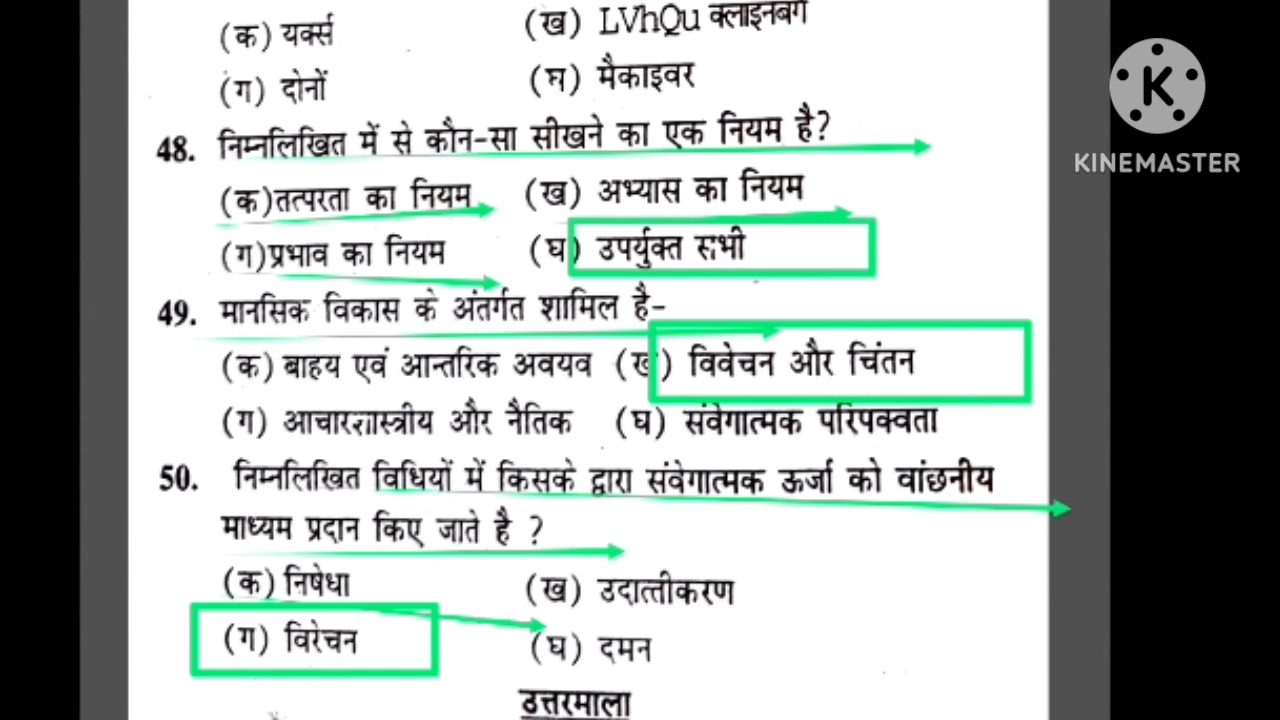 (क) यर्क्स (ख) LVhQu क्लाइनबर्ग
(ग) दोनों (घ) मैकाइवर
48. निम्नलिखित में से कौन-सा सीखने का एक नियम है?
(क)तत्परता का नियम (ख) अभ्यास का नियम
(ग)प्रभाव का नियम (घ) उपर्युक्त सभी
49. मानसिक विकास के अंतर्गत शामिल है-
(क) बाहय एवं आन्तरिक अवयव (ख) विवेचन और चिंतन
(ग) आचारशास्त्रीय और नैतिक (घ) संवेगात्मक परिपक्वता
50. निम्नलिखित विधियों में किसके द्वारा संवेगात्मक ऊर्जा को वांछनीय
माध्यम प्रदान किए जाते है ?
(क) निषेधा (ख) उदात्तीकरण
(ग) विरेचन (घ) दमन
उत्तरमाला
K
KINEMASTER